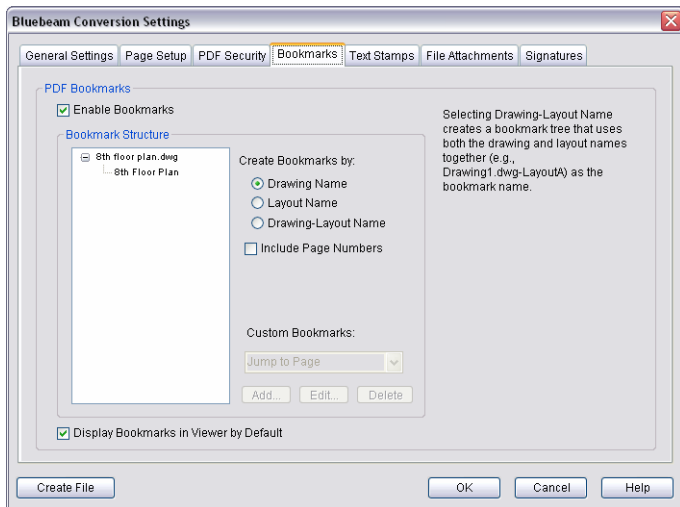 Bluebeam Conversion Settings
General Settings Page Setup PDF Security Bookmarks Text Stamps File Attachments Signatures
PDF Bookmarks
Enable Bookmarks
Bookmark Structure
8th floor plan.dwg
8th Floor Plan
Create Bookmarks by:
Drawing Name
Layout Name
Drawing-Layout Name
Include Page Numbers
Custom Bookmarks:
Jump to Page
Add... Edit... Delete
Display Bookmarks in Viewer by Default
Selecting Drawing-Layout Name
creates a bookmark tree that uses
both the drawing and layout names
together (e.g.,
Drawing1.dwg-LayoutA) as the
bookmark name.
Create File OK Cancel Help